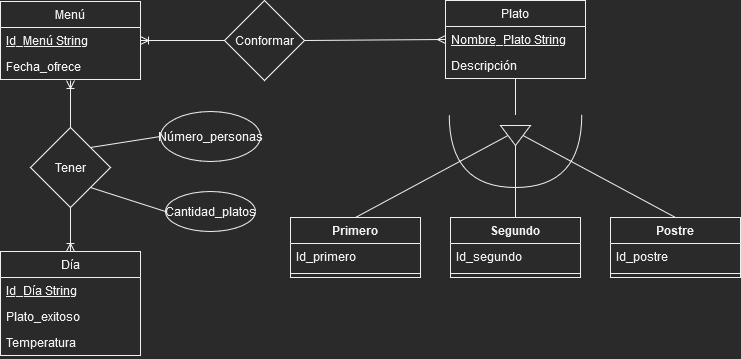 Menú
Id_Menú String
Fecha_ofrece
Conformar
Plato
Nombre_Plato String
Descripción
Tener
Número_personas
Cantidad_platos
Primero
Id_primero
Segundo
Id_segundo
Postre
Id_postre
Día
Id_Día String
Plato_exitoso
Temperatura